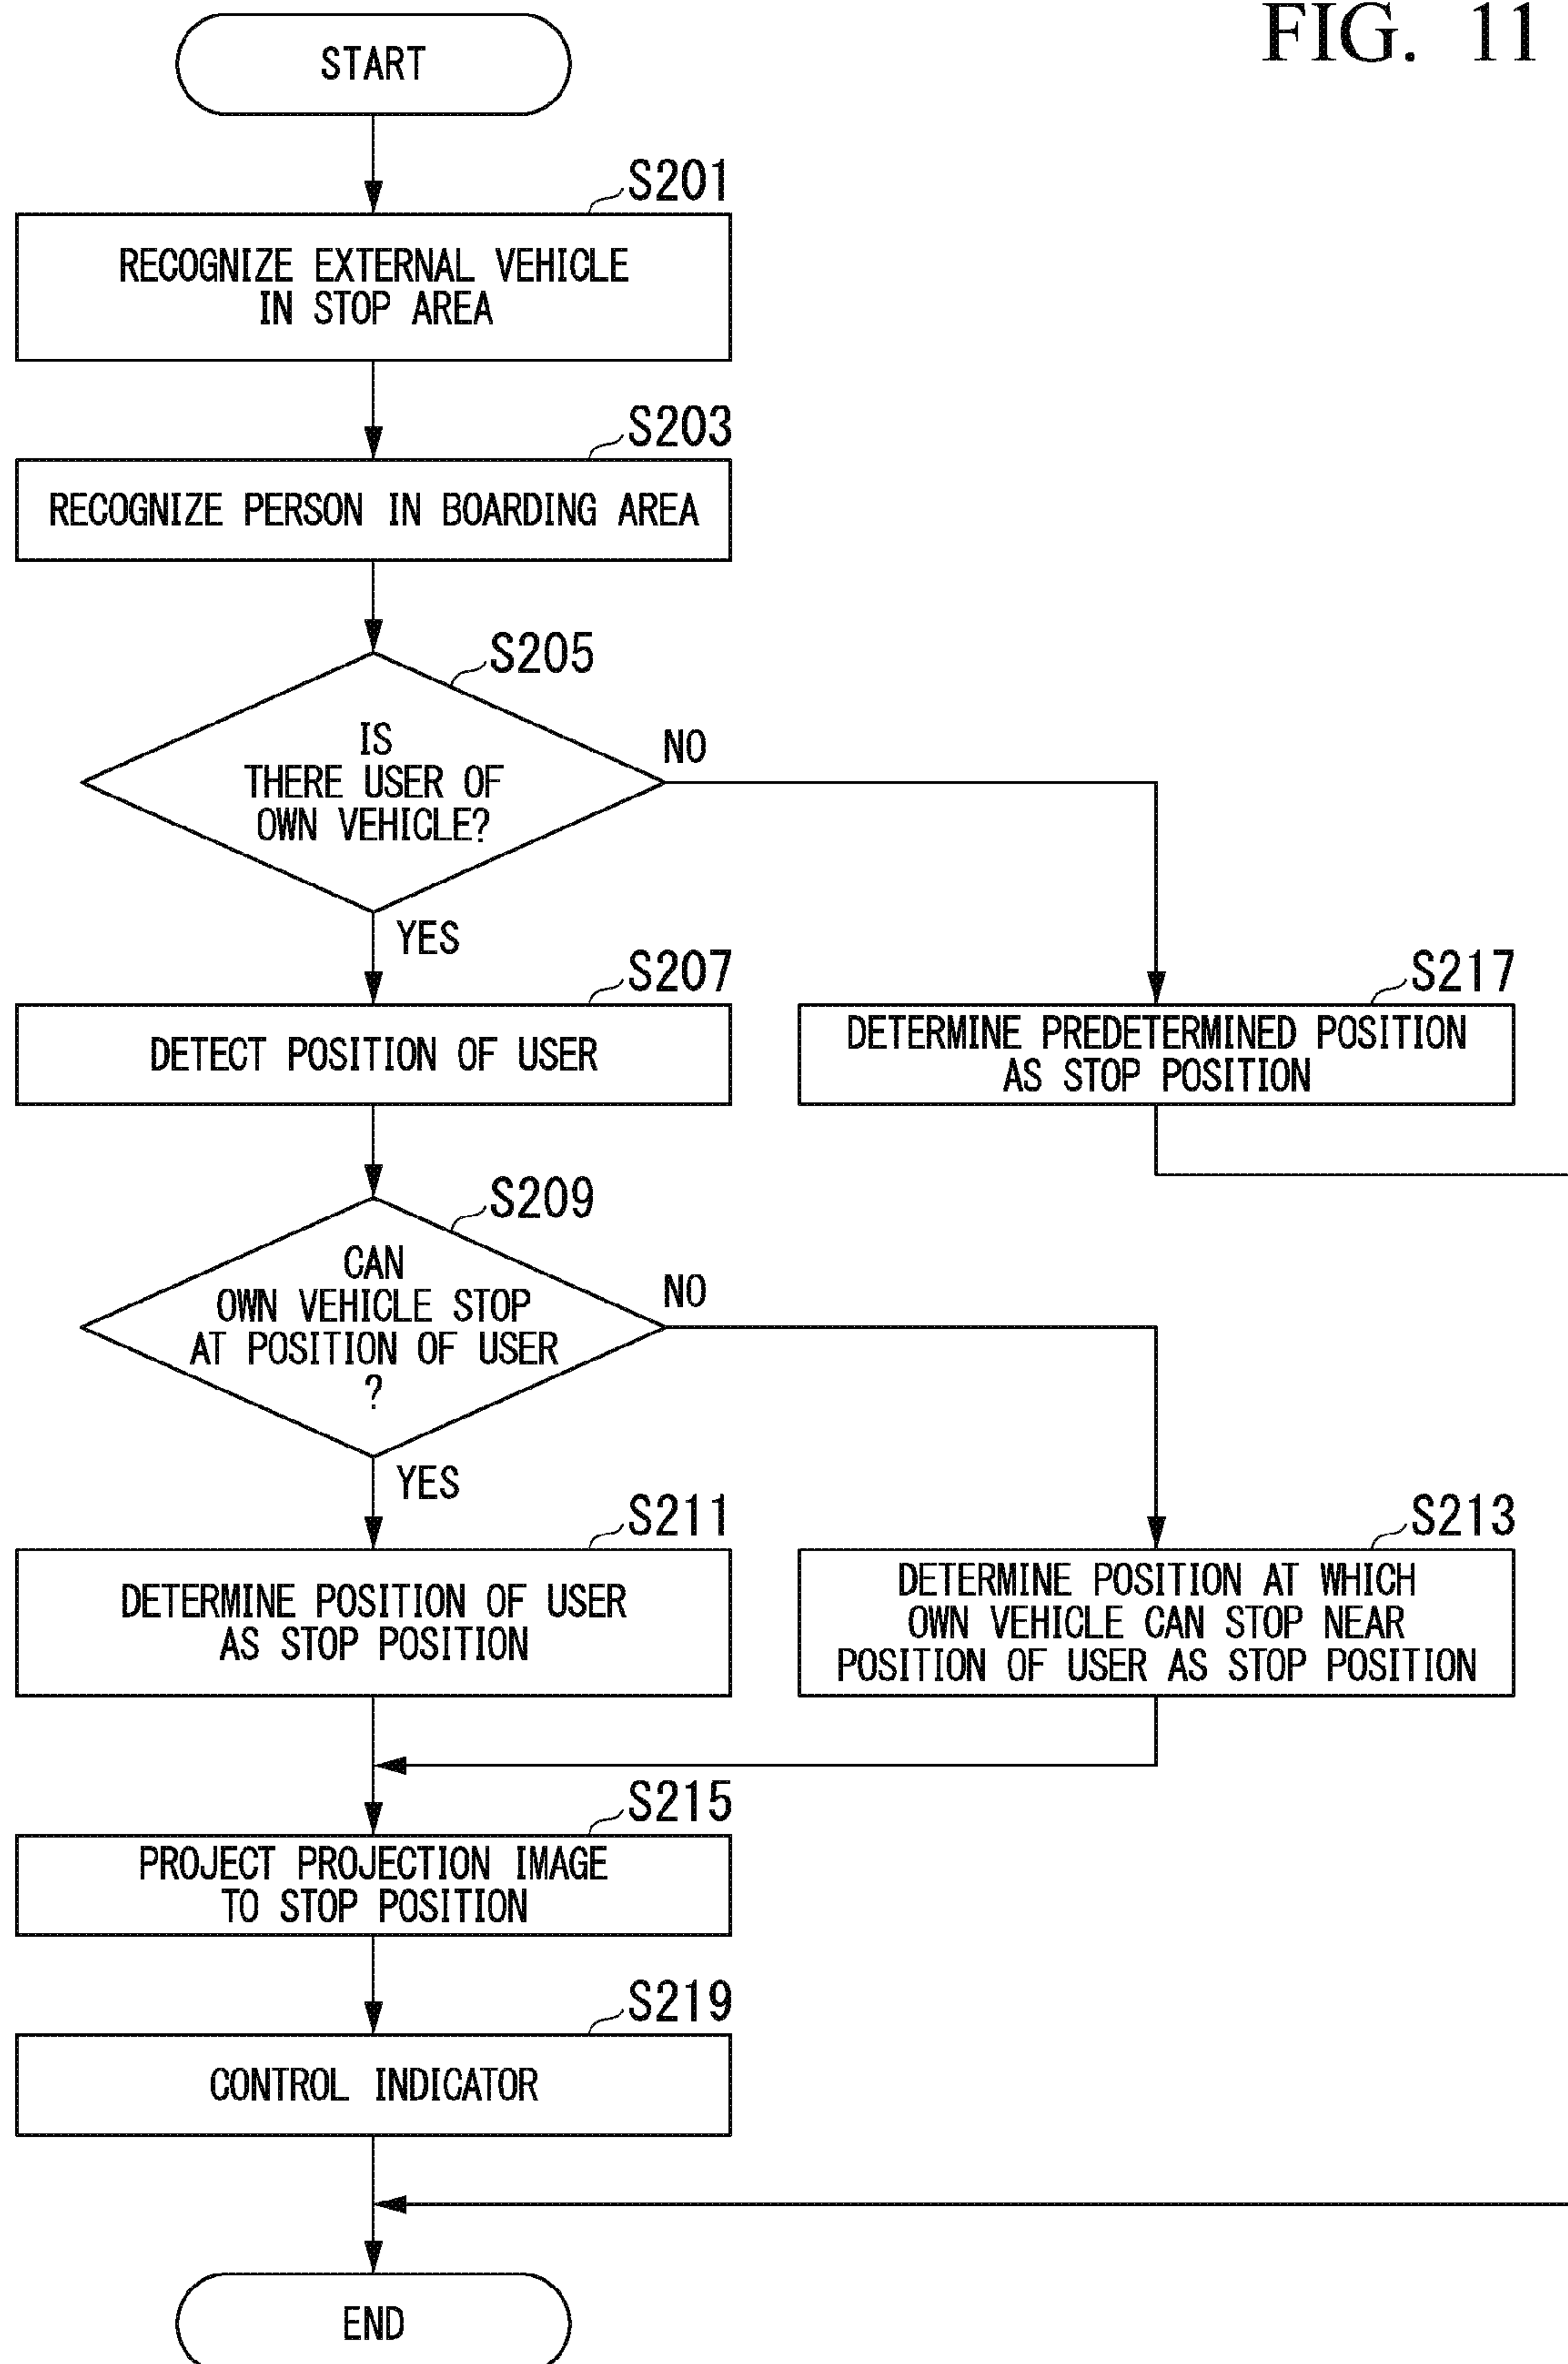 FIG. 11
START
S201
RECOGNIZE EXTERNAL VEHICLE
IN STOP AREA
S203
RECOGNIZE PERSON IN BOARDING AREA
S205
IS
THERE USER OF
OWN VEHICLE?
NO
YES
S207
DETECT POSITION OF USER
S217
DETERMINE PREDETERMINED POSITION
AS STOP POSITION
S209
CAN
OWN VEHICLE STOP
AT POSITION OF USER
?
NO
YES
S211
DETERMINE POSITION OF USER
AS STOP POSITION
S213
DETERMINE POSITION AT WHICH
OWN VEHICLE CAN STOP NEAR
POSITION OF USER AS STOP POSITION
S215
PROJECT PROJECTION IMAGE
TO STOP POSITION
S219
CONTROL INDICATOR
END